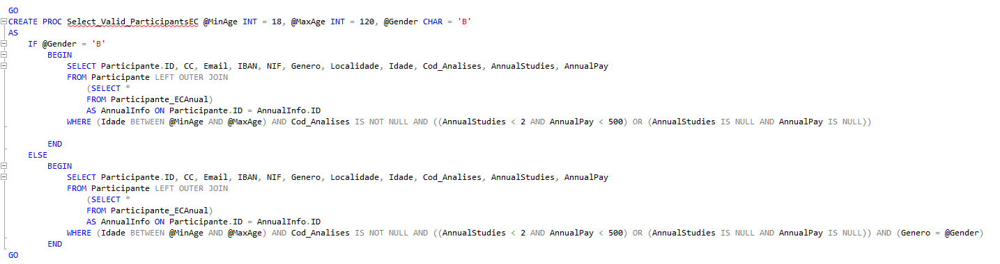 GO
CREATE PROC Select_Valid_ParticipantsEC @MinAge INT = 18, @MaxAge INT = 120, @Gender CHAR = 'B'
AS
IF @Gender = 'B'
BEGIN
SELECT Participante.ID, CC, Email, IBAN, NIF, Genero, Localidade, Idade, Cod_Analises, AnnualStudies, AnnualPay
FROM Participante LEFT OUTER JOIN
(SELECT *
FROM Participante_ECAnual)
AS AnnualInfo ON Participante.ID = AnnualInfo.ID
WHERE (Idade BETWEEN @MinAge AND @MaxAge) AND Cod_Analises IS NOT NULL AND ((AnnualStudies < 2 AND AnnualPay < 500) OR (AnnualStudies IS NULL AND AnnualPay IS NULL))
END
ELSE
BEGIN
SELECT Participante.ID, CC, Email, IBAN, NIF, Genero, Localidade, Idade, Cod_Analises, AnnualStudies, AnnualPay
FROM Participante LEFT OUTER JOIN
(SELECT *
FROM Participante_ECAnual)
AS AnnualInfo ON Participante.ID = AnnualInfo.ID
WHERE (Idade BETWEEN @MinAge AND @MaxAge) AND Cod_Analises IS NOT NULL AND ((AnnualStudies < 2 AND AnnualPay < 500) OR (AnnualStudies IS NULL AND AnnualPay IS NULL)) AND (Genero = @Gender)
END
GO